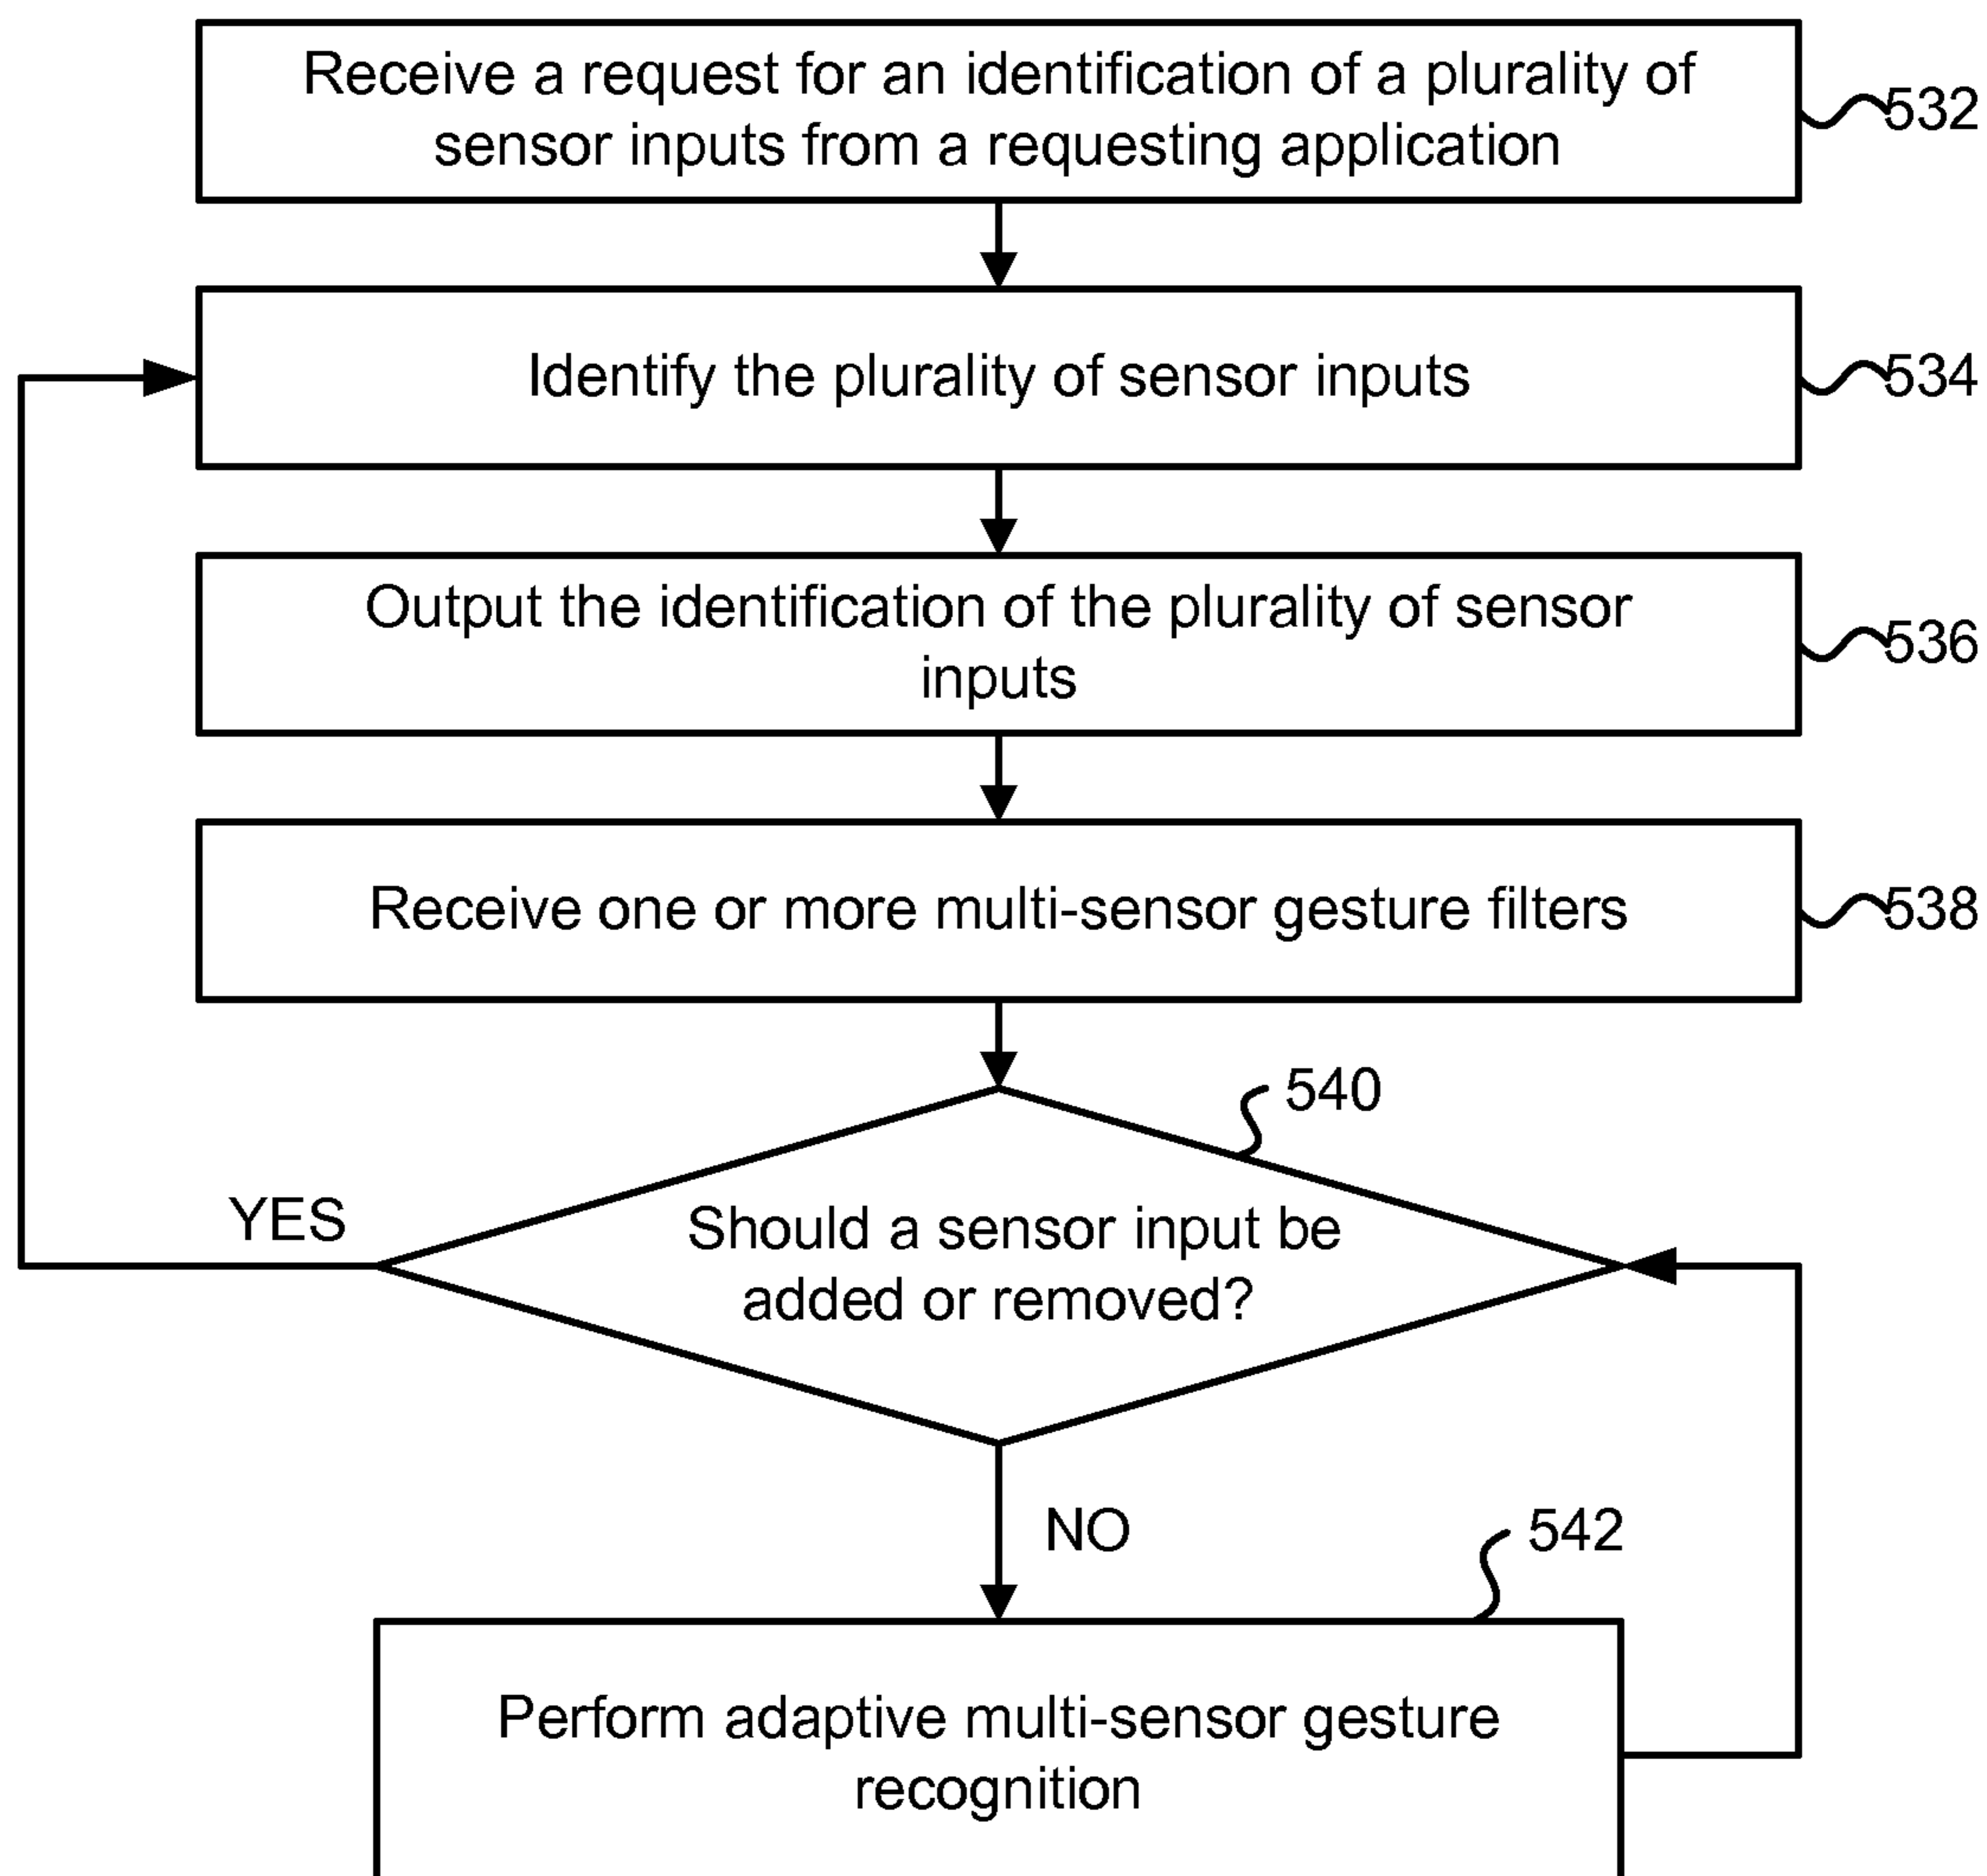 Receive a request for an identification of a plurality of
sensor inputs from a requesting application
532
Identify the plurality of sensor inputs
534
Output the identification of the plurality of sensor
inputs
536
Receive one or more multi-sensor gesture filters
538
540
Should a sensor input be
added or removed?
YES
NO
542
Perform adaptive multi-sensor gesture
recognition